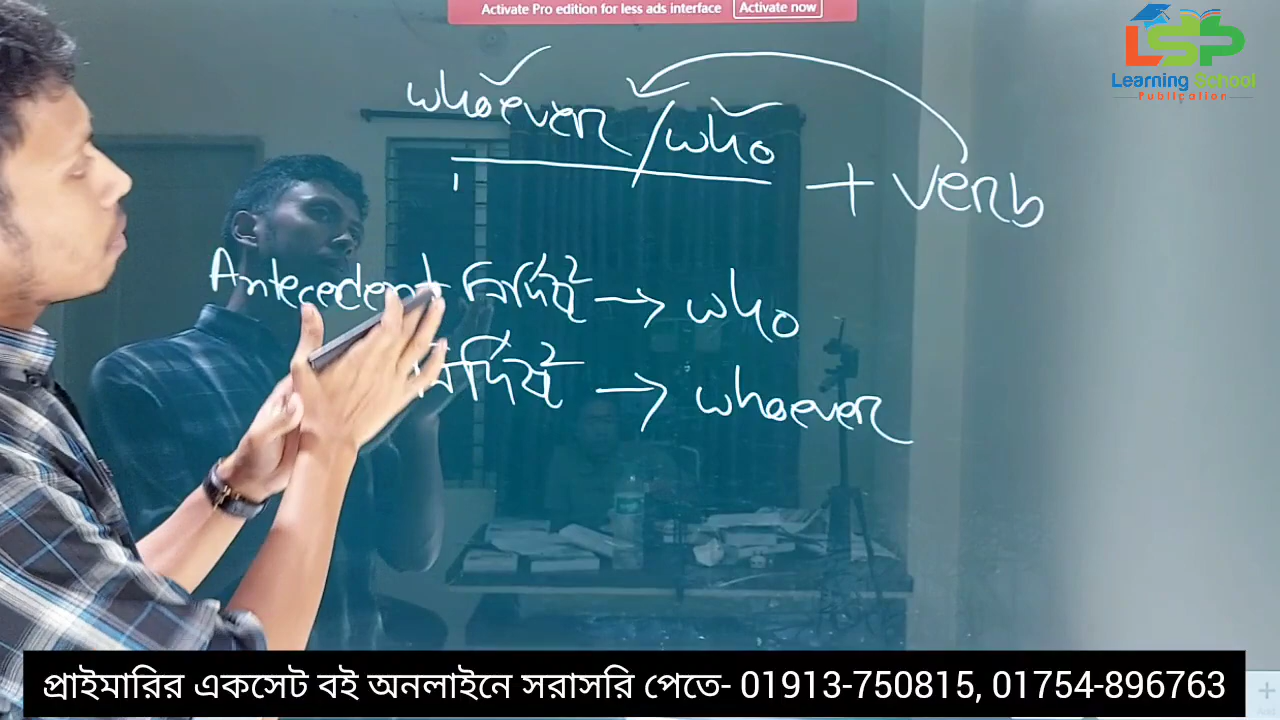 Activate Pro edition for less ads interface Activate now
LSP
Learning School
Publication
whoever / who + verb
Antecedent নির্দিষ্ট → who
নির্দিষ্ট → whoever
প্রাইমারির একসেট বই অনলাইনে সরাসরি পেতে- 01913-750815, 01754-896763